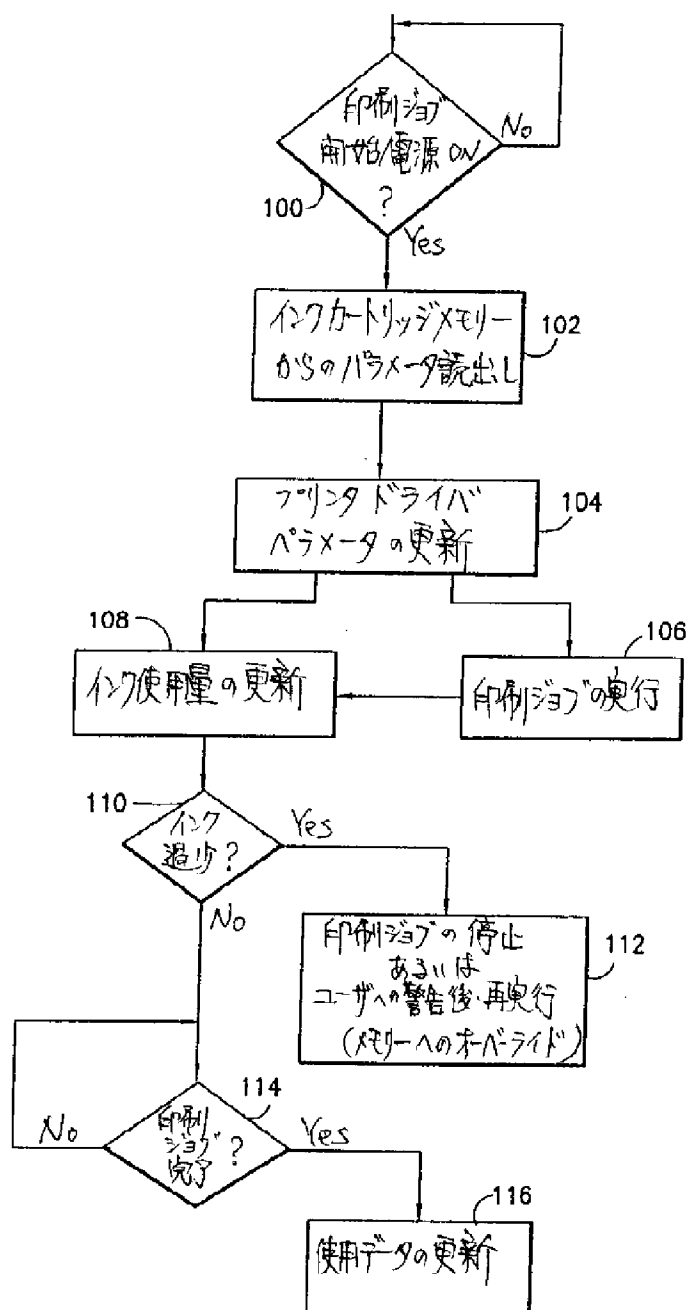 印刷ジョブ
開始/電源 ON
?
No
100
Yes
インクカートリッジメモリー
からのパラメータ読出し
102
プリンタドライバ
パラメータの更新
104
108
インク使用量の更新
106
印刷ジョブの実行
110
インク
過少?
Yes
No
印刷ジョブの停止
あるいは
ユーザへの警告後・再実行
(メモリーへのオーバーライド)
112
114
印刷
ジョブ
完了
?
No
Yes
116
使用データの更新